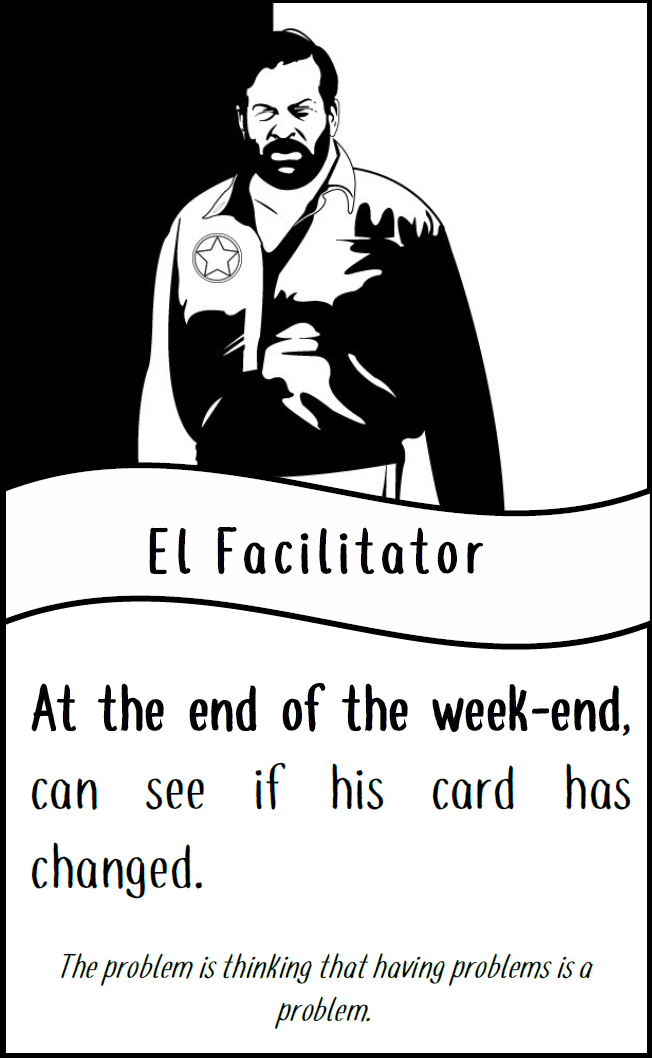 El Facilitator
At the end of the week-end,
can see if his card has
changed.
The problem is thinking that having problems is a
problem.